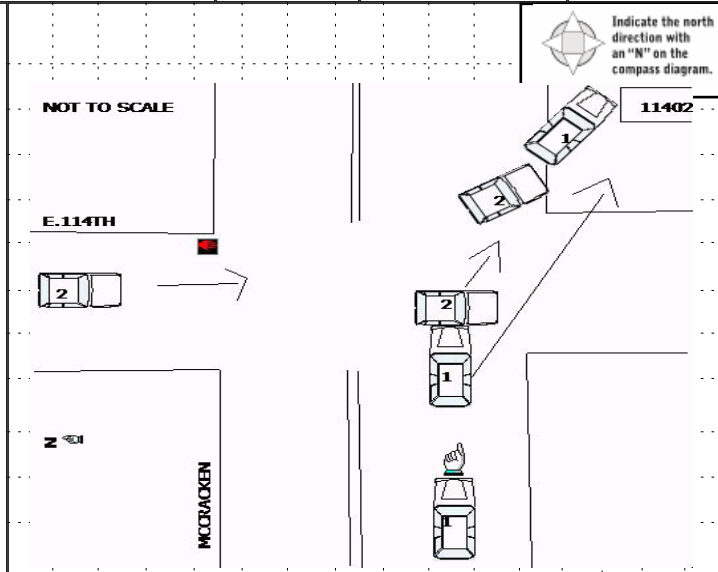 Indicate the north
direction with
an “N” on the
compass diagram.
NOT TO SCALE
11402
1
2
E.114TH
2
2
1
N
MCCRACKEN
1